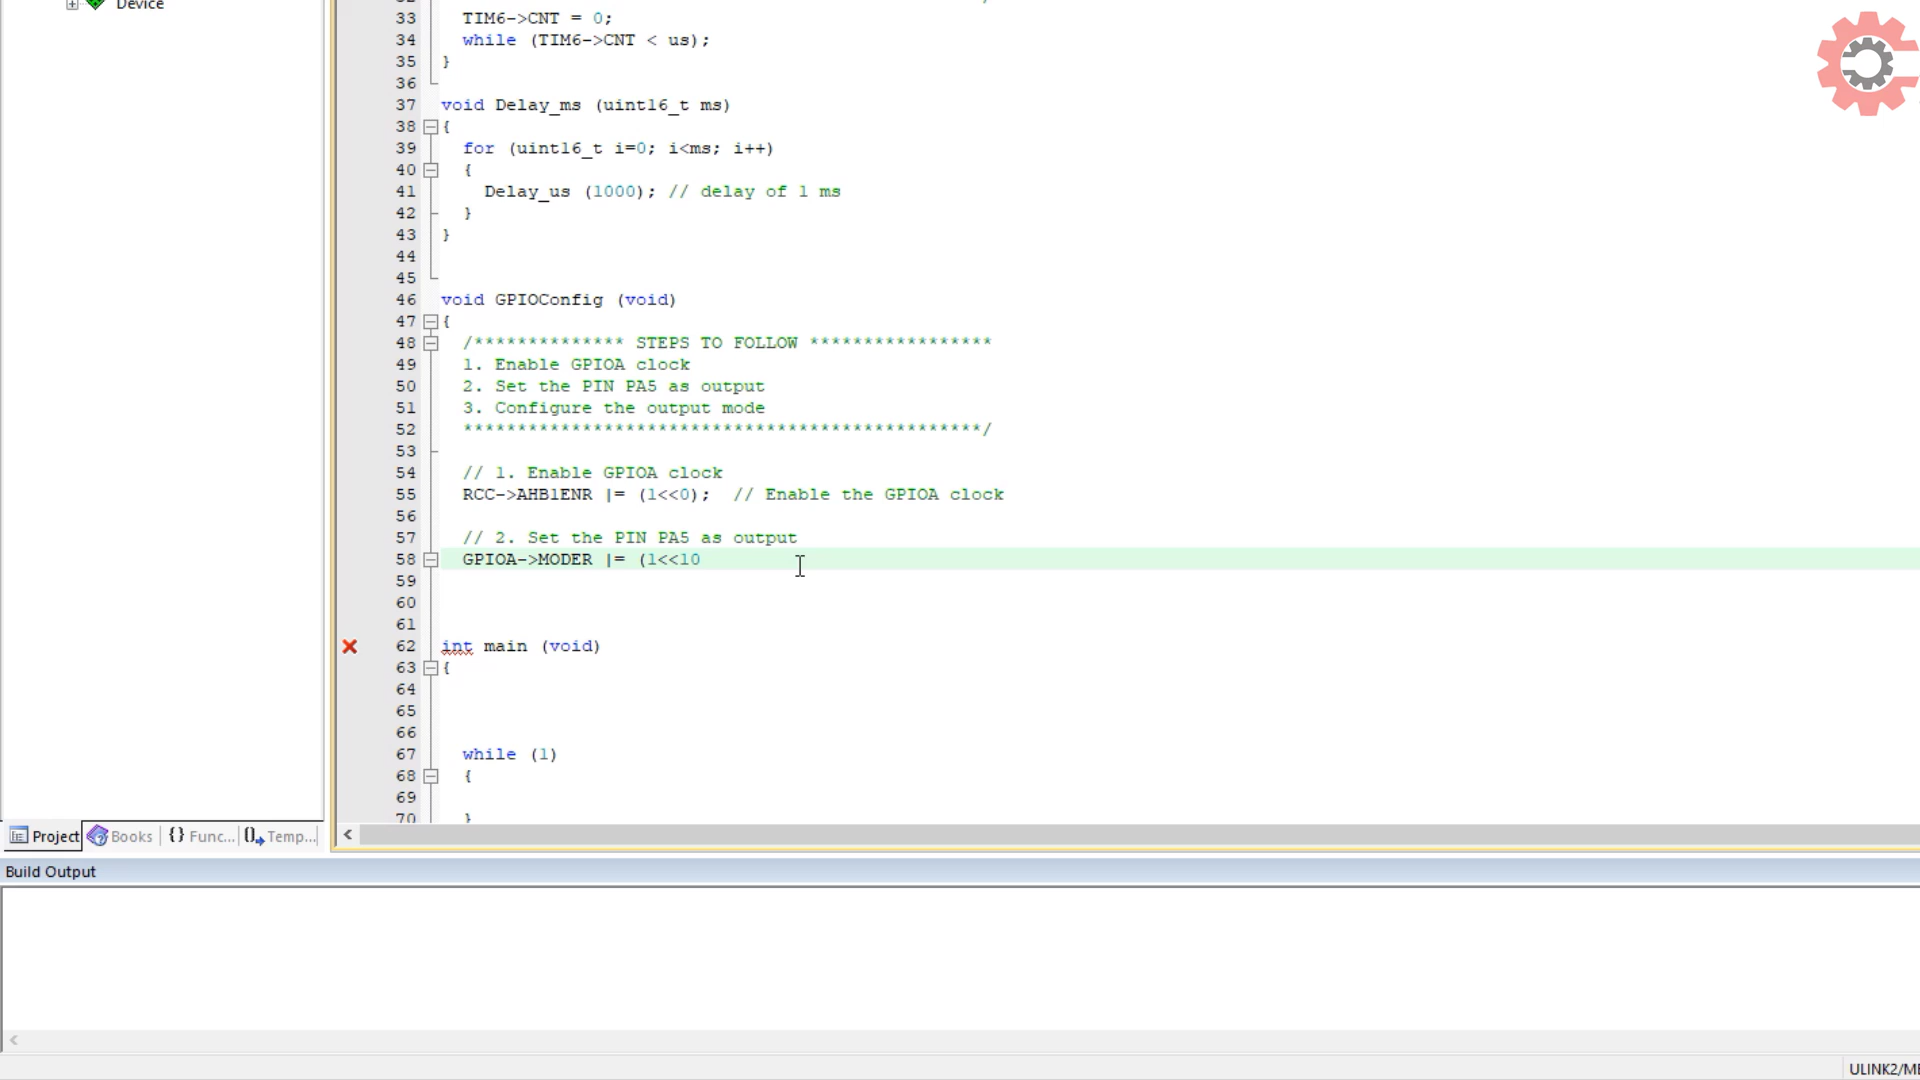 Device
33 TIM6->CNT = 0;
34 while (TIM6->CNT < us);
35 }
36
37 void Delay_ms (uint16_t ms)
38 {
39 for (uint16_t i=0; i<ms; i++)
40 {
41 Delay_us (1000); // delay of 1 ms
42 }
43 }
44
45
46 void GPIOConfig (void)
47 {
48 /************** STEPS TO FOLLOW *****************
49 1. Enable GPIOA clock
50 2. Set the PIN PA5 as output
51 3. Configure the output mode
52 ************************************************/
53
54 // 1. Enable GPIOA clock
55 RCC->AHB1ENR |= (1<<0); // Enable the GPIOA clock
56
57 // 2. Set the PIN PA5 as output
58 GPIOA->MODER |= (1<<10
59
60
61
62 int main (void)
63 {
64
65
66
67 while (1)
68 {
69
70 }
Project Books {} Func... Temp...
Build Output
ULINK2/ME